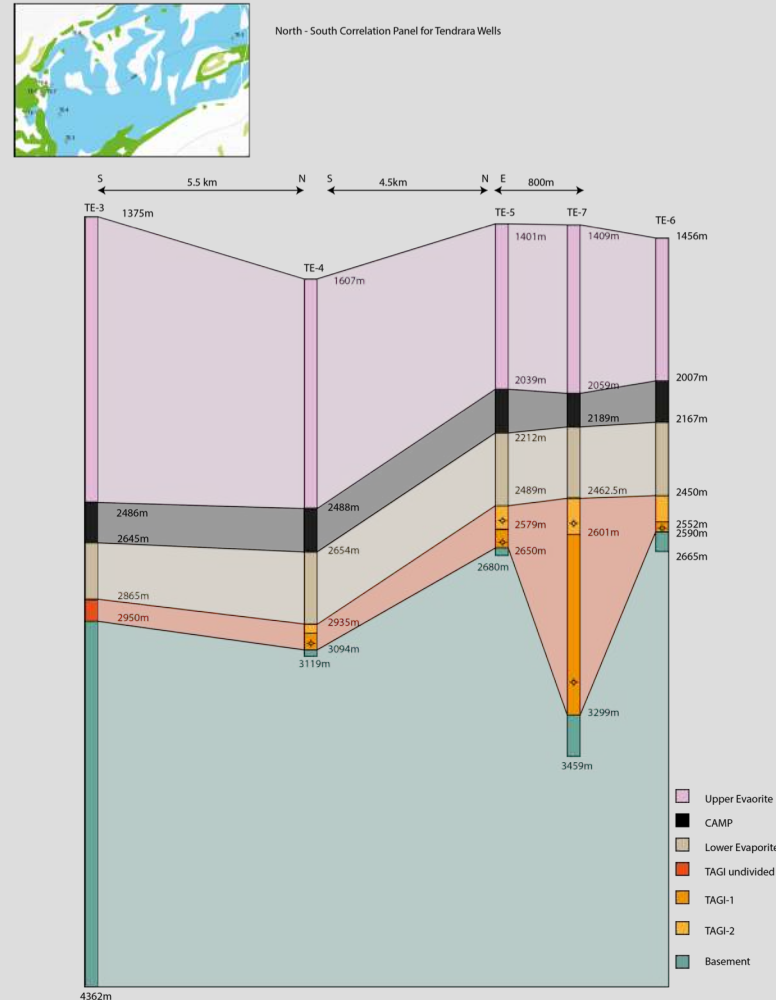 North - South Correlation Panel for Tendrara Wells
S 5.5 km N S 4.5km N E 800m
TE-3 1375m
TE-4
1607m
TE-5
1401m
TE-7
1409m
TE-6
1456m
2039m
2059m
2007m
2212m
2189m
2167m
2486m
2488m
2489m
2462.5m
2450m
2645m
2654m
2579m
2601m
2552m
2590m
2650m
2665m
2680m
2865m
2935m
2950m
3094m
3119m
3299m
3459m
Upper Evaorite
CAMP
Lower Evaporite
TAGI undivided
TAGI-1
TAGI-2
Basement
4362m